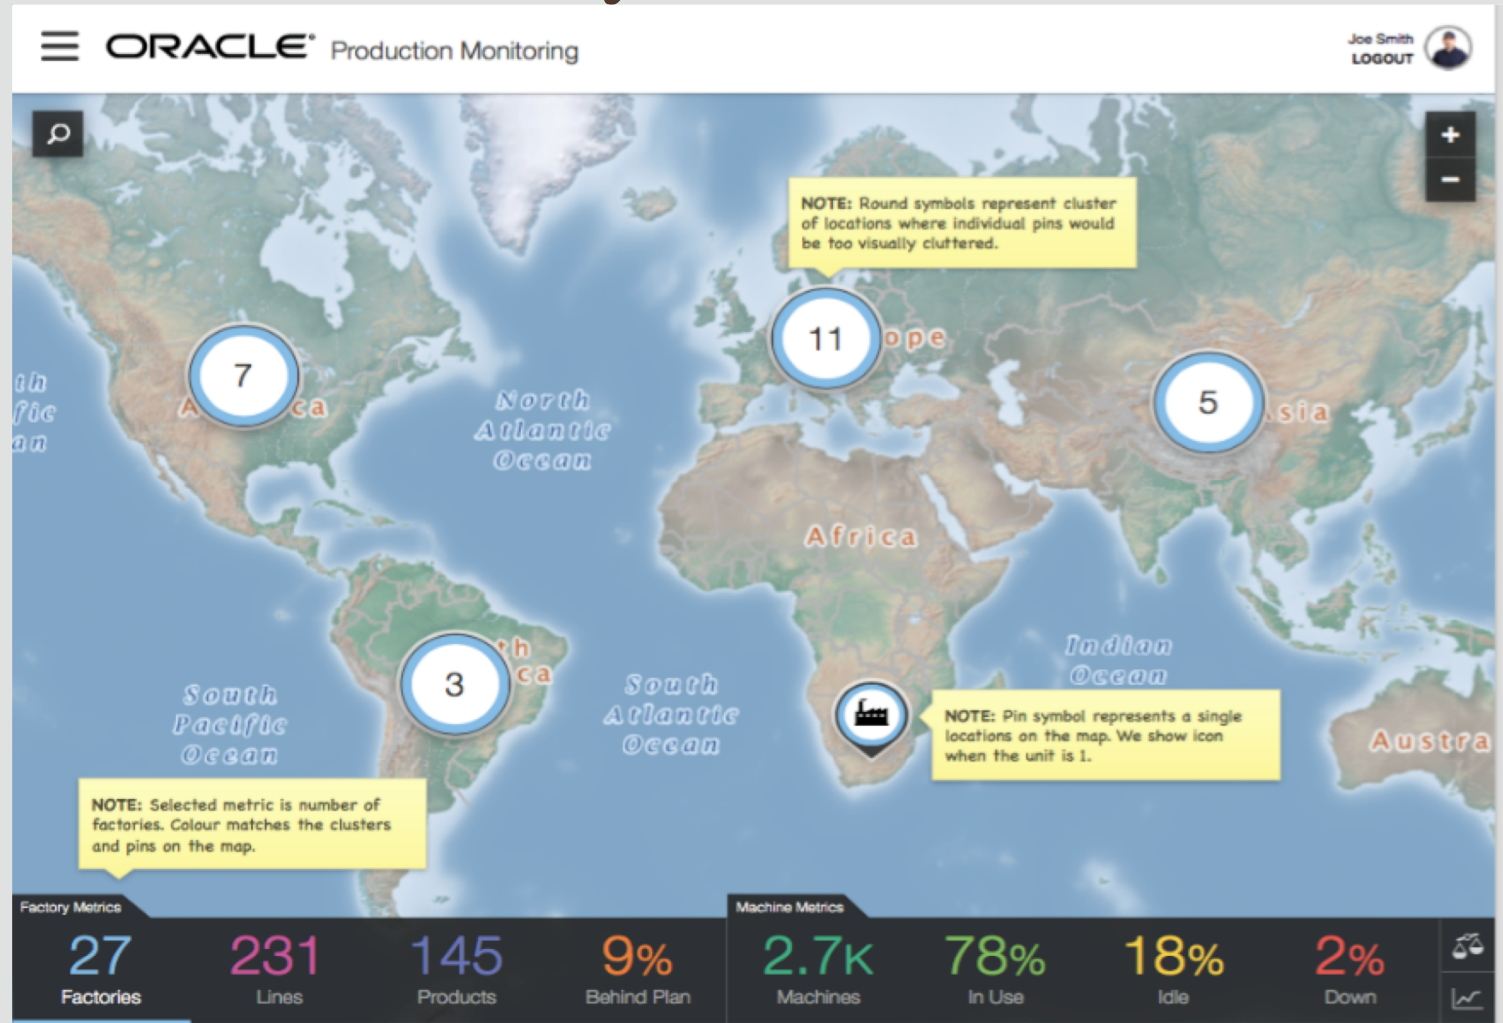 ORACLE Production Monitoring
Joe Smith
LOGOUT
NOTE: Round symbols represent cluster
of locations where individual pins would
be too visually cluttered.
7
11
ope
5
sia
A ca
th
fic
an
North
Atlantic
Ocean
Africa
3
th
ca
Indian
Ocean
South
Pacific
Ocean
South
Atlantic
Ocean
NOTE: Pin symbol represents a single
locations on the map. We show icon
when the unit is 1.
Austra
NOTE: Selected metric is number of
factories. Colour matches the clusters
and pins on the map.
Factory Metrics
27
Factories
231
Lines
145
Products
9%
Behind Plan
Machine Metrics
2.7K
Machines
78%
In Use
18%
Idle
2%
Down